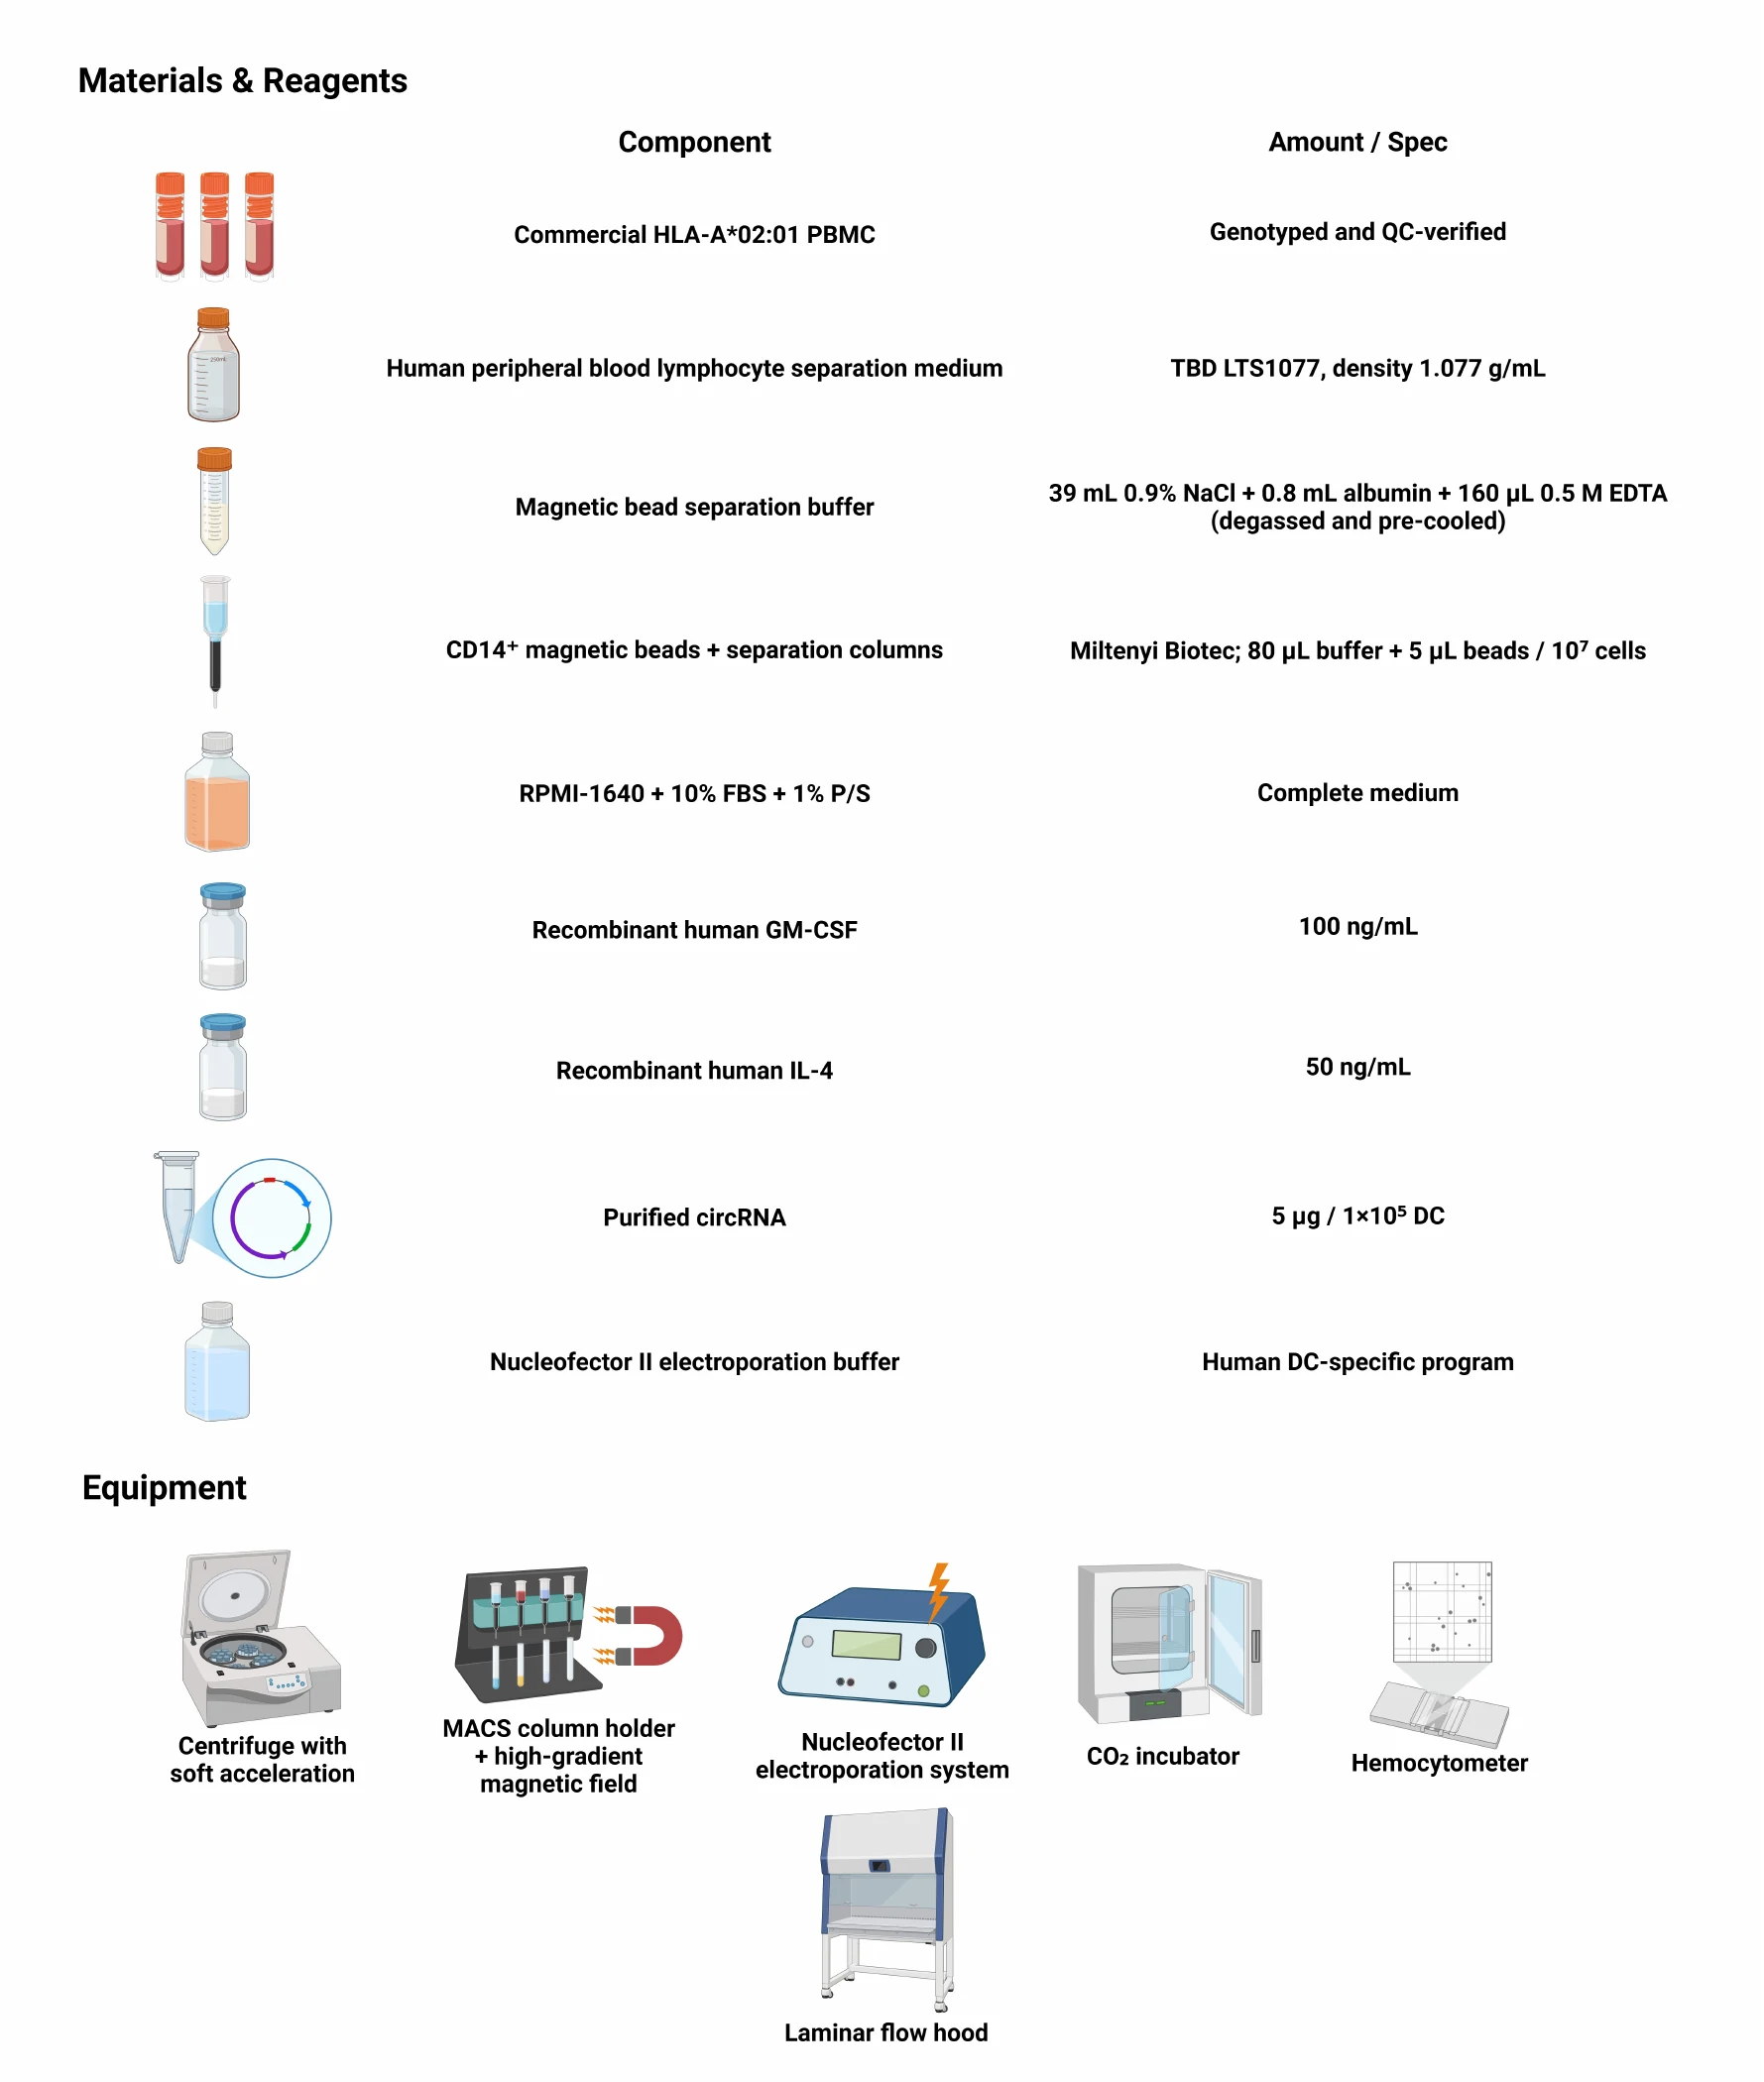 Materials & Reagents
Component
Amount / Spec
Commercial HLA-A*02:01 PBMC
Genotyped and QC-verified
250mL
Human peripheral blood lymphocyte separation medium
TBD LTS1077, density 1.077 g/mL
Magnetic bead separation buffer
39 mL 0.9% NaCl + 0.8 mL albumin + 160 µL 0.5 M EDTA
(degassed and pre-cooled)
CD14⁺ magnetic beads + separation columns
Miltenyi Biotec; 80 µL buffer + 5 µL beads / 10⁷ cells
RPMI-1640 + 10% FBS + 1% P/S
Complete medium
Recombinant human GM-CSF
100 ng/mL
Recombinant human IL-4
50 ng/mL
Purified circRNA
5 µg / 1×10⁵ DC
Nucleofector II electroporation buffer
Human DC-specific program
Equipment
Centrifuge with
soft acceleration
MACS column holder
+ high-gradient
magnetic field
Nucleofector II
electroporation system
CO₂ incubator
Hemocytometer
Laminar flow hood